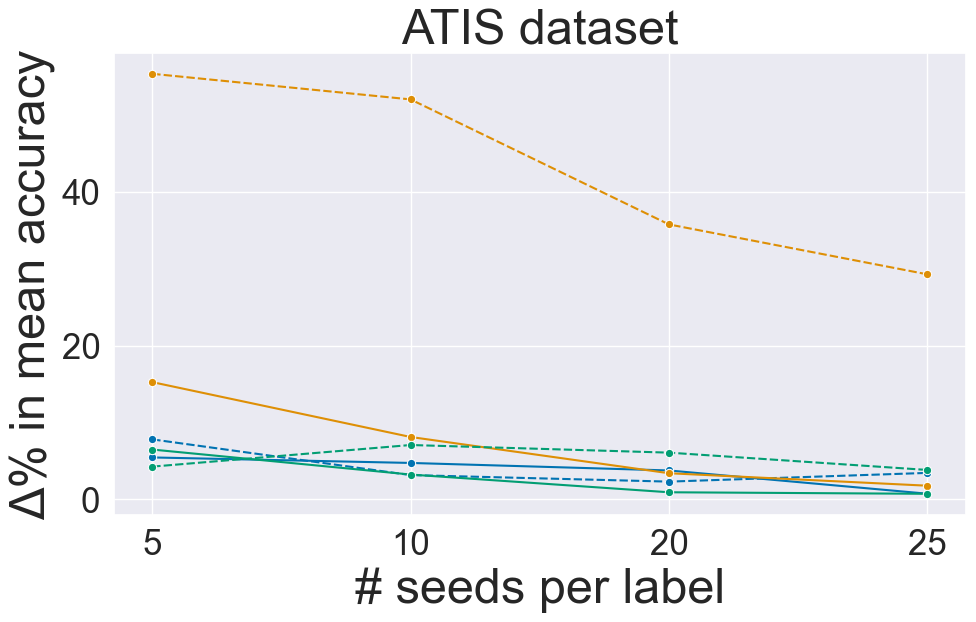 ATIS dataset
Δ% in mean accuracy
40
20
0
5 10 20 25
# seeds per label